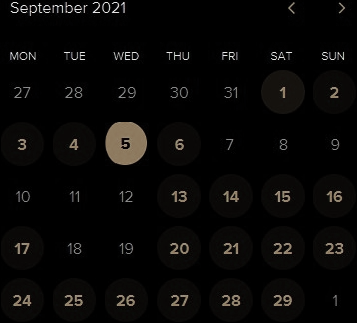 September 2021
MON TUE WED THU FRI SAT SUN
27 28 29 30 31 1 2
3 4 5 6 7 8 9
10 11 12 13 14 15 16
17 18 19 20 21 22 23
24 25 26 27 28 29 1